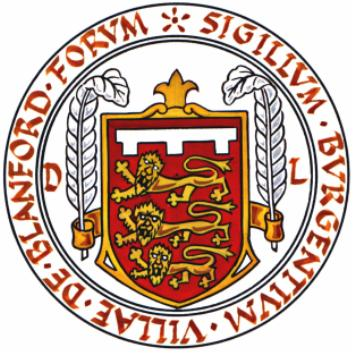 SIGILLVM · BVRGENTIVM · VILLAE · DE · BLANFORD · FORVM
D L